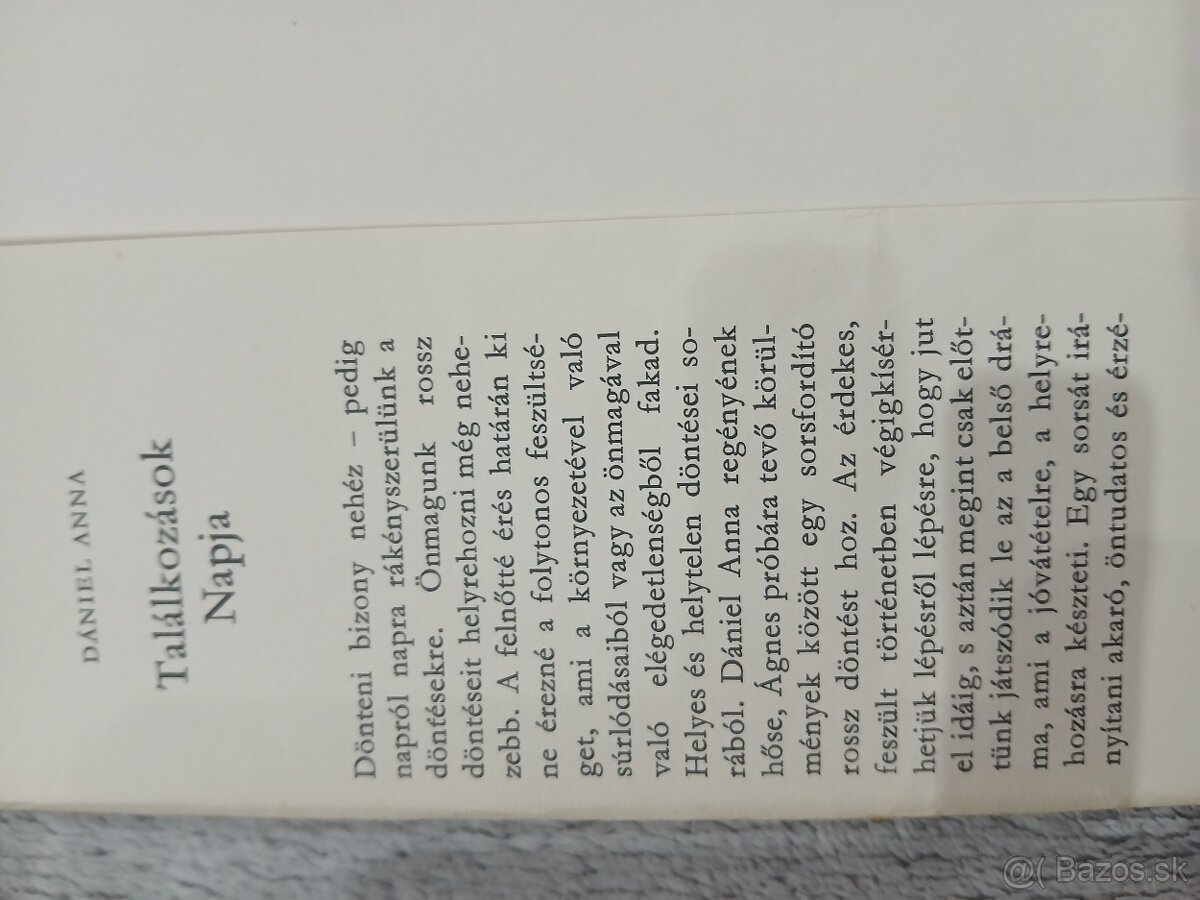 DÁNIEL ANNA
Találkozások
Napja
Dönteni bizony nehéz – pedig
napról napra rákényszerülünk a
döntésekre. Önmagunk rossz
döntéseit helyrehozni még nehe-
zebb. A felnőtté érés határán ki
ne érezné a folytonos feszültsé-
get, ami a környezetével való
súrlódásaiból vagy az önmagával
való elégedetlenségből fakad.
Helyes és helytelen döntései so-
rából. Dániel Anna regényének
hőse, Ágnes próbára tevő körül-
mények között egy sorsfordító
rossz döntést hoz. Az érdekes,
feszült történetben végigkísér-
hetjük lépésről lépésre, hogy jut
el idáig, s aztán megint csak előt-
tünk játszódik le az a belső drá-
ma, ami a jóvátételre, a helyre-
hozásra készteti. Egy sorsát irá-
nyítani akaró, öntudatos és érzé-
@( Bazos.sk